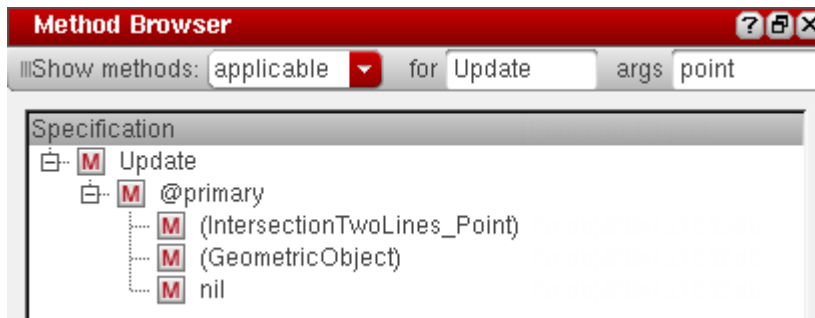 Method Browser
Show methods: applicable for Update args point
Specification
M Update
M @primary
M (IntersectionTwoLines_Point)
M (GeometricObject)
M nil